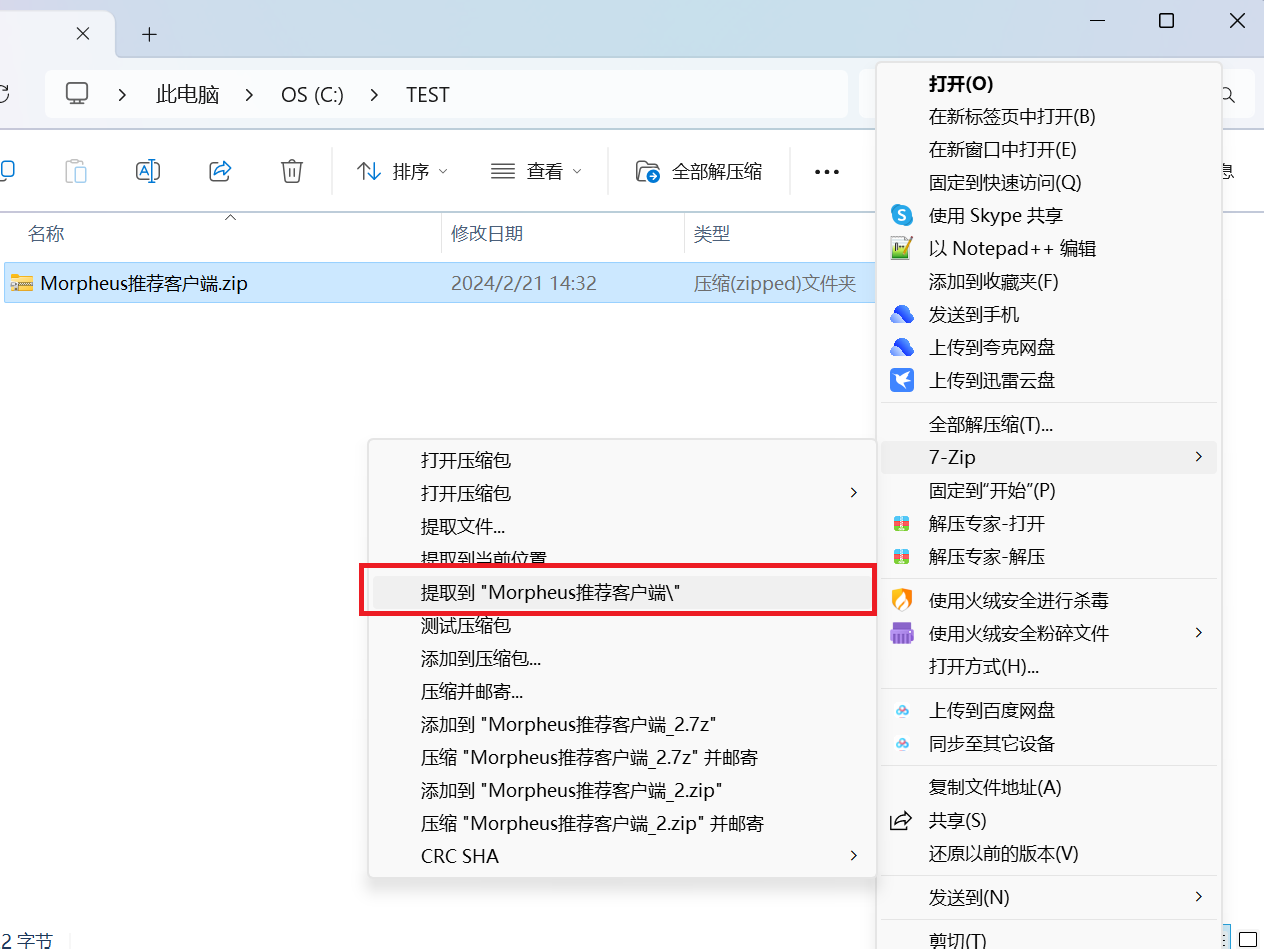 此电脑 OS (C:) TEST
排序 查看 全部解压缩
名称 修改日期 类型
Morpheus推荐客户端.zip 2024/2/21 14:32 压缩(zipped)文件夹
打开(O)
在新标签页中打开(B)
在新窗口中打开(E)
固定到快速访问(Q)
使用 Skype 共享
以 Notepad++ 编辑
添加到收藏夹(F)
发送到手机
上传到夸克网盘
上传到迅雷云盘
全部解压缩(T)...
7-Zip
固定到“开始”(P)
解压专家-打开
解压专家-解压
使用火绒安全进行杀毒
使用火绒安全粉碎文件
打开方式(H)...
上传到百度网盘
同步至其它设备
复制文件地址(A)
共享(S)
还原以前的版本(V)
发送到(N)
剪切(T)
打开压缩包
打开压缩包
提取文件...
提取到当前位置
提取到 "Morpheus推荐客户端\"
测试压缩包
添加到压缩包...
压缩并邮寄...
添加到 "Morpheus推荐客户端_2.7z"
压缩 "Morpheus推荐客户端_2.7z" 并邮寄
添加到 "Morpheus推荐客户端_2.zip"
压缩 "Morpheus推荐客户端_2.zip" 并邮寄
CRC SHA
2 字节